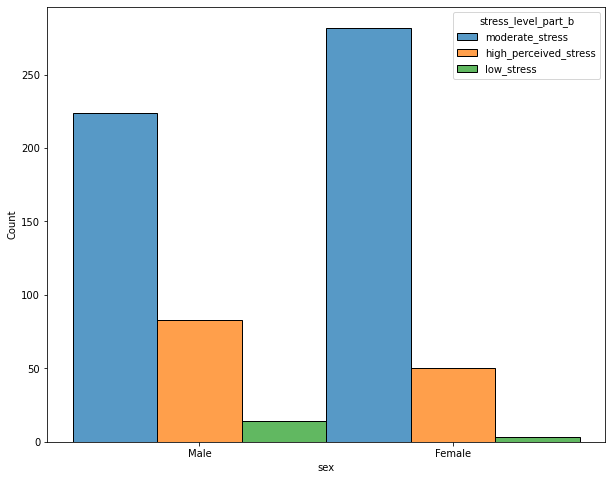 stress_level_part_b
moderate_stress
high_perceived_stress
low_stress
250
200
150
100
50
0
Count
Male
Female
sex